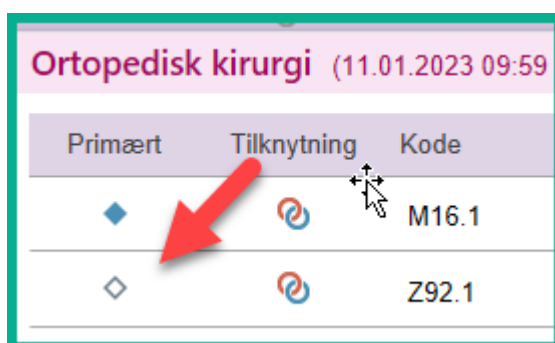 Ortopedisk kirurgi (11.01.2023 09:59
Primært Tilknytning Kode
M16.1
Z92.1